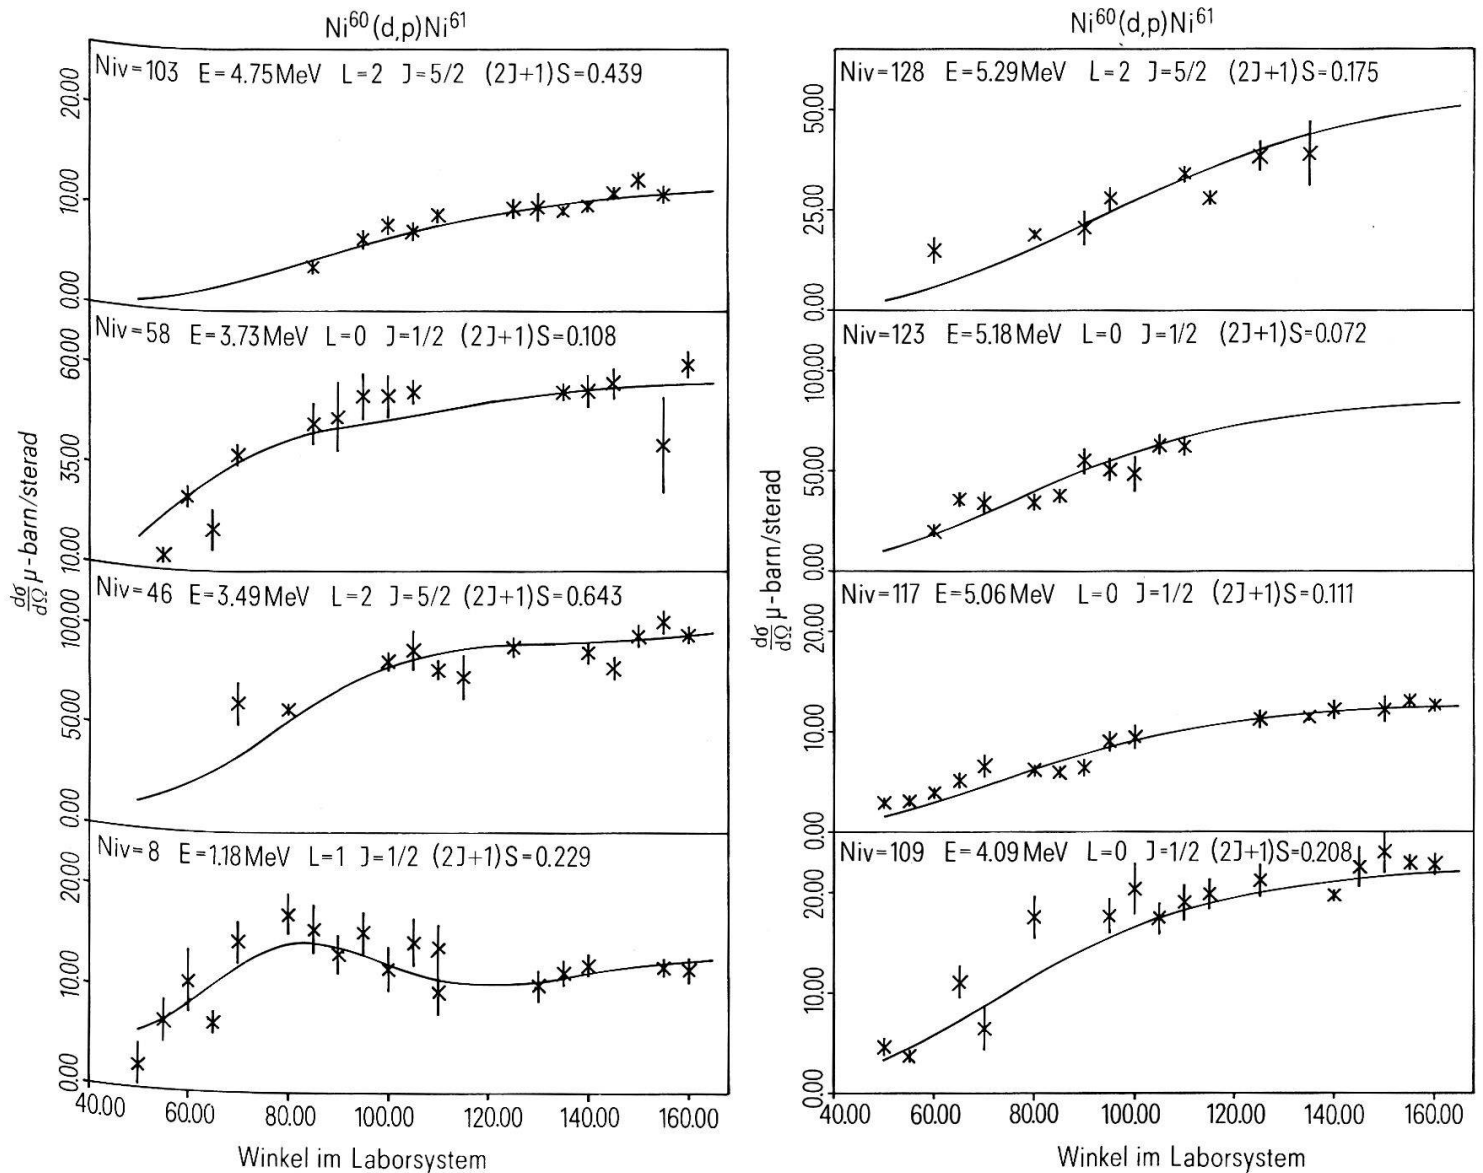 Ni⁶⁰(d,p)Ni⁶¹
Niv=103 E=4.75MeV L=2 J=5/2 (2J+1)S=0.439
20.00
10.00
0.00
Niv=58 E=3.73MeV L=0 J=1/2 (2J+1)S=0.108
60.00
35.00
10.00
Niv=46 E=3.49MeV L=2 J=5/2 (2J+1)S=0.643
100.00
50.00
0.00
Niv=8 E=1.18MeV L=1 J=1/2 (2J+1)S=0.229
20.00
10.00
0.00
dσ/dΩ μ-barn/sterad
40.00 60.00 80.00 100.00 120.00 140.00 160.00
Winkel im Laborsystem
Ni⁶⁰(d,p)Ni⁶¹
Niv=128 E=5.29MeV L=2 J=5/2 (2J+1)S=0.175
50.00
25.00
0.00
Niv=123 E=5.18MeV L=0 J=1/2 (2J+1)S=0.072
100.00
50.00
0.00
Niv=117 E=5.06MeV L=0 J=1/2 (2J+1)S=0.111
20.00
10.00
0.00
Niv=109 E=4.09MeV L=0 J=1/2 (2J+1)S=0.208
20.00
10.00
0.00
dσ/dΩ μ-barn/sterad
40.00 60.00 80.00 100.00 120.00 140.00 160.00
Winkel im Laborsystem